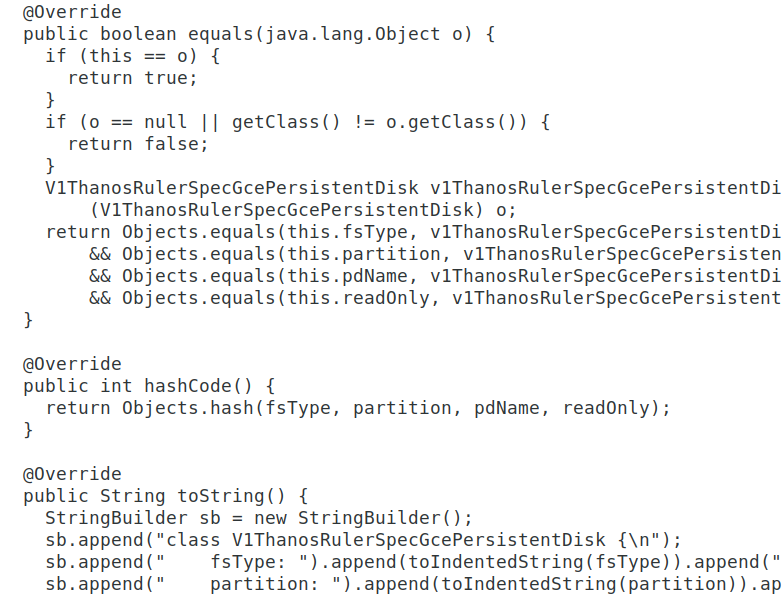 @Override
public boolean equals(java.lang.Object o) {
  if (this == o) {
    return true;
  }
  if (o == null || getClass() != o.getClass()) {
    return false;
  }
  V1ThanosRulerSpecGcePersistentDisk v1ThanosRulerSpecGcePersistentDi
      (V1ThanosRulerSpecGcePersistentDisk) o;
  return Objects.equals(this.fsType, v1ThanosRulerSpecGcePersistentDi
      && Objects.equals(this.partition, v1ThanosRulerSpecGcePersisten
      && Objects.equals(this.pdName, v1ThanosRulerSpecGcePersistentDi
      && Objects.equals(this.readOnly, v1ThanosRulerSpecGcePersistent
}

@Override
public int hashCode() {
  return Objects.hash(fsType, partition, pdName, readOnly);
}

@Override
public String toString() {
  StringBuilder sb = new StringBuilder();
  sb.append("class V1ThanosRulerSpecGcePersistentDisk {\n");
  sb.append("    fsType: ").append(toIndentedString(fsType)).append("
  sb.append("    partition: ").append(toIndentedString(partition)).ap